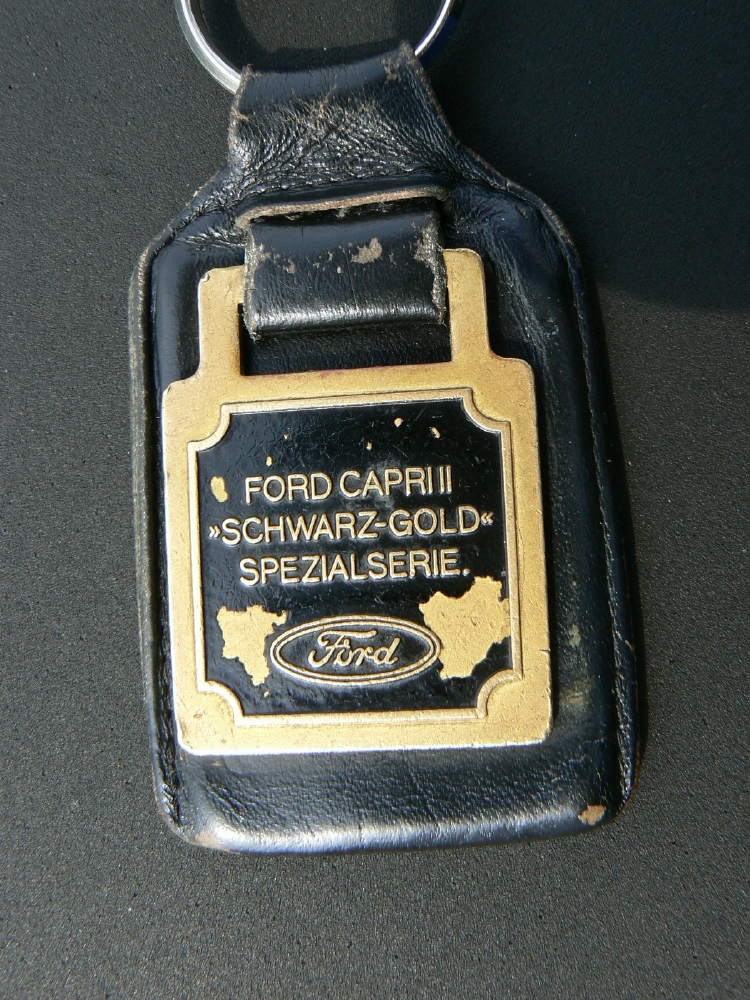 FORD CAPRI II
»SCHWARZ-GOLD«
SPEZIALSERIE.
Ford